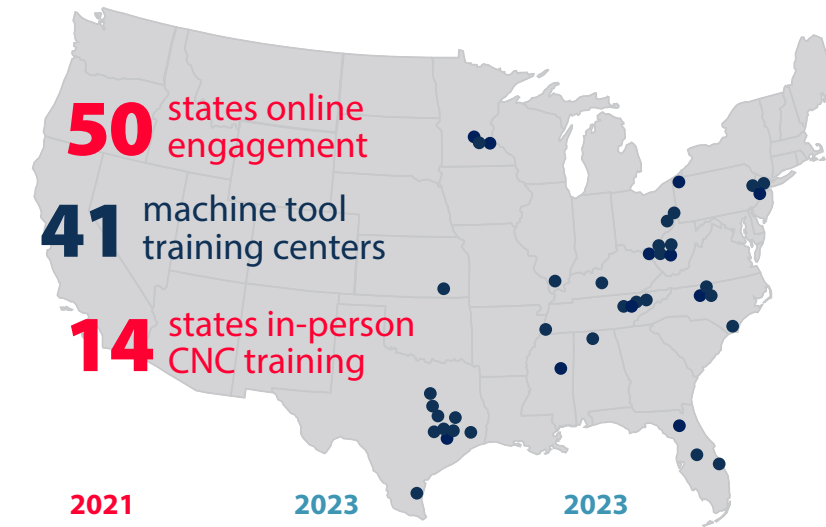 50 states online
engagement
41 machine tool
training centers
14 states in-person
CNC training
2021 2023 2023